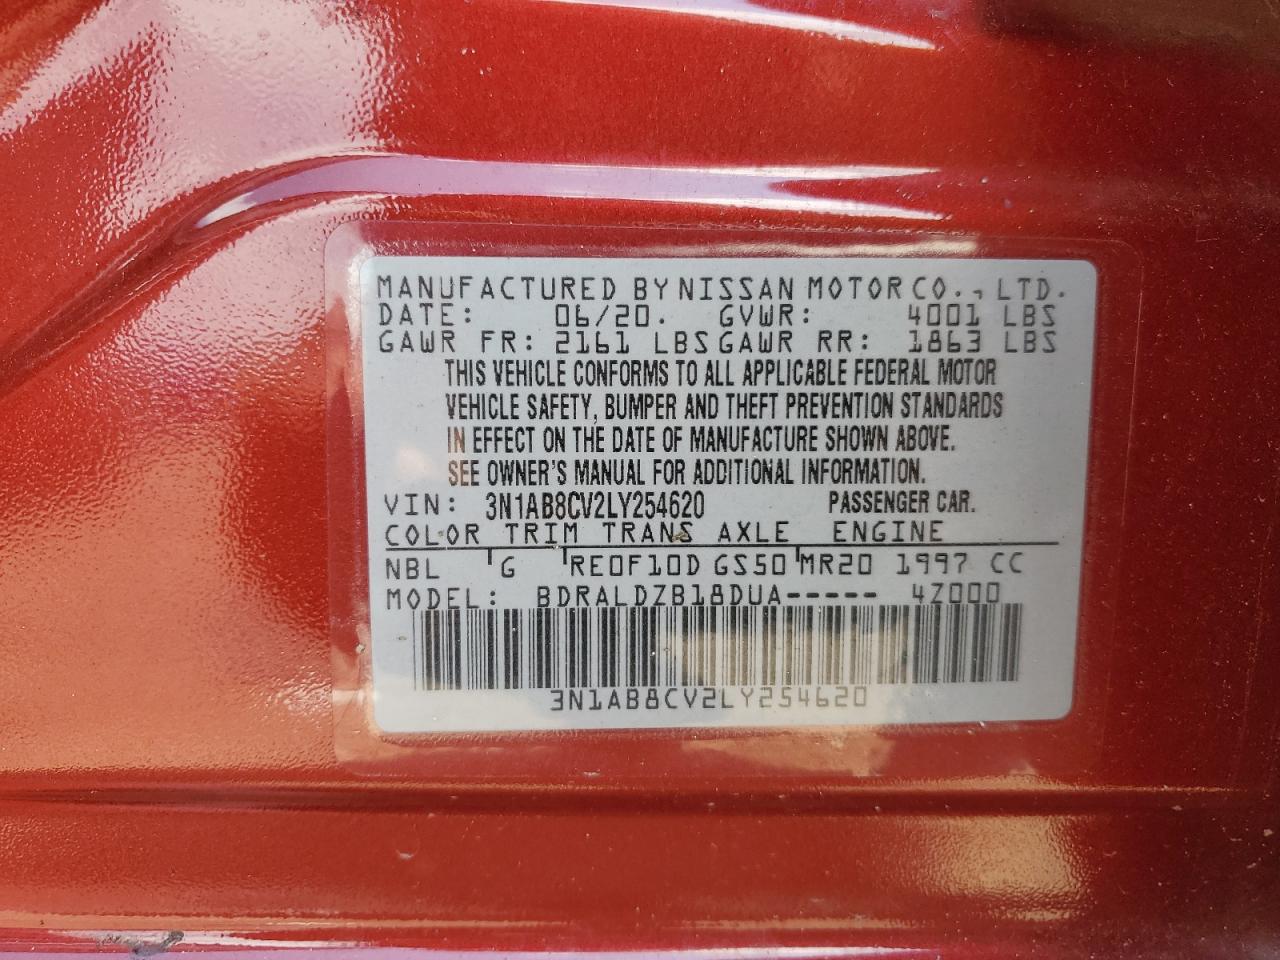 MANUFACTURED BY NISSAN MOTOR CO., LTD.
DATE: 06/20. GVWR: 4001 LBS
GAWR FR: 2161 LBS GAWR RR: 1863 LBS
THIS VEHICLE CONFORMS TO ALL APPLICABLE FEDERAL MOTOR
VEHICLE SAFETY, BUMPER AND THEFT PREVENTION STANDARDS
IN EFFECT ON THE DATE OF MANUFACTURE SHOWN ABOVE.
SEE OWNER'S MANUAL FOR ADDITIONAL INFORMATION.
VIN: 3N1AB8CV2LY254620 PASSENGER CAR.
COLOR TRIM TRANS AXLE ENGINE
NBL G RE0F10D GS50 MR20 1997 CC
MODEL: BDRALDZB18DUA----- 4Z000
3N1AB8CV2LY254620